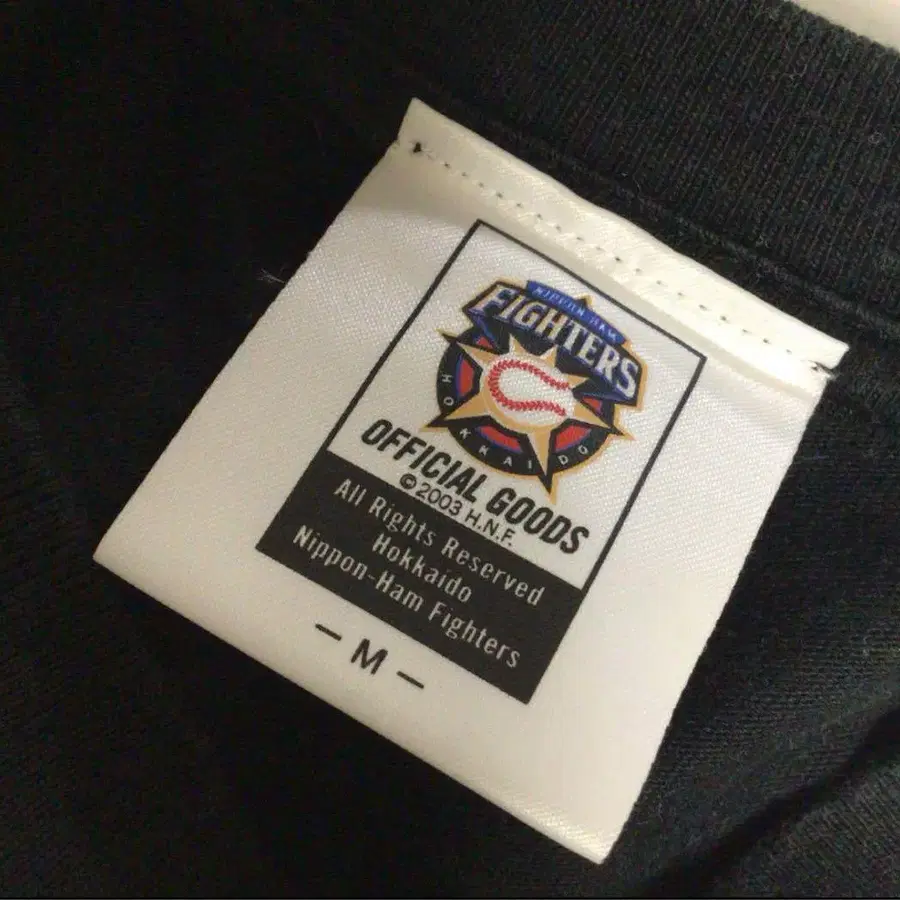 NIPPON HAM
FIGHTERS
HOKKAIDO
OFFICIAL GOODS
©2003 H.N.F.
All Rights Reserved
Hokkaido
Nippon-Ham Fighters
– M –